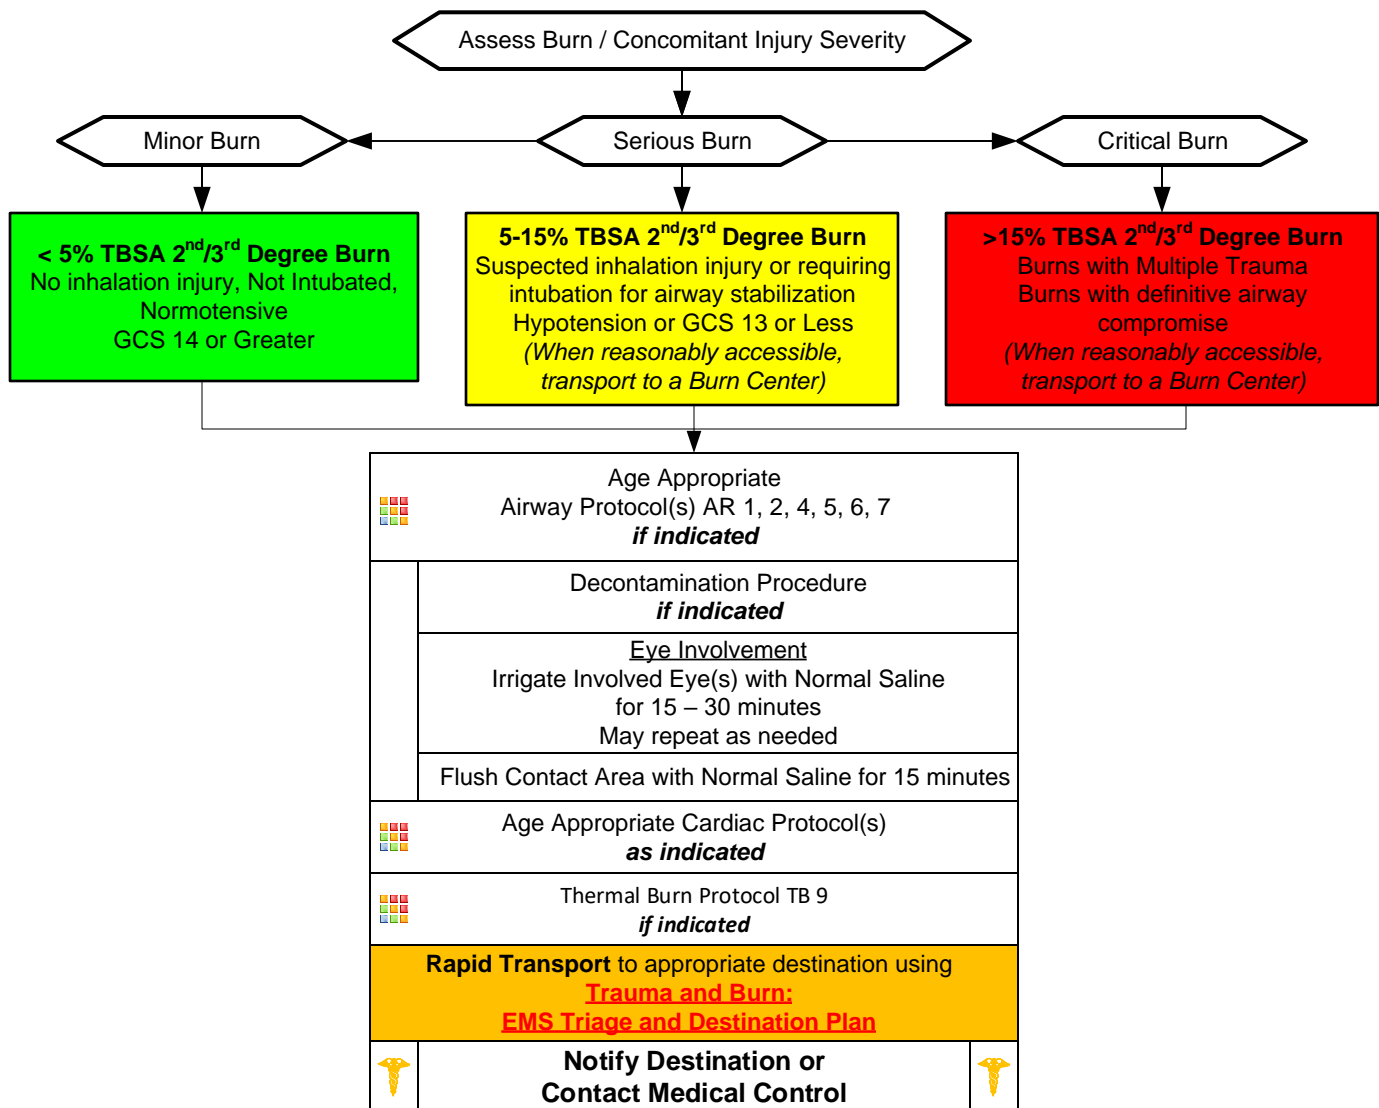 Assess Burn / Concomitant Injury Severity
Minor Burn
Serious Burn
Critical Burn
< 5% TBSA 2nd/3rd Degree Burn
No inhalation injury, Not Intubated,
Normotensive
GCS 14 or Greater
5-15% TBSA 2nd/3rd Degree Burn
Suspected inhalation injury or requiring
intubation for airway stabilization
Hypotension or GCS 13 or Less
(When reasonably accessible,
transport to a Burn Center)
>15% TBSA 2nd/3rd Degree Burn
Burns with Multiple Trauma
Burns with definitive airway
compromise
(When reasonably accessible,
transport to a Burn Center)
Age Appropriate
Airway Protocol(s) AR 1, 2, 4, 5, 6, 7
if indicated
Decontamination Procedure
if indicated
Eye Involvement
Irrigate Involved Eye(s) with Normal Saline
for 15 – 30 minutes
May repeat as needed
Flush Contact Area with Normal Saline for 15 minutes
Age Appropriate Cardiac Protocol(s)
as indicated
Thermal Burn Protocol TB 9
if indicated
Rapid Transport to appropriate destination using
Trauma and Burn:
EMS Triage and Destination Plan
Notify Destination or
Contact Medical Control